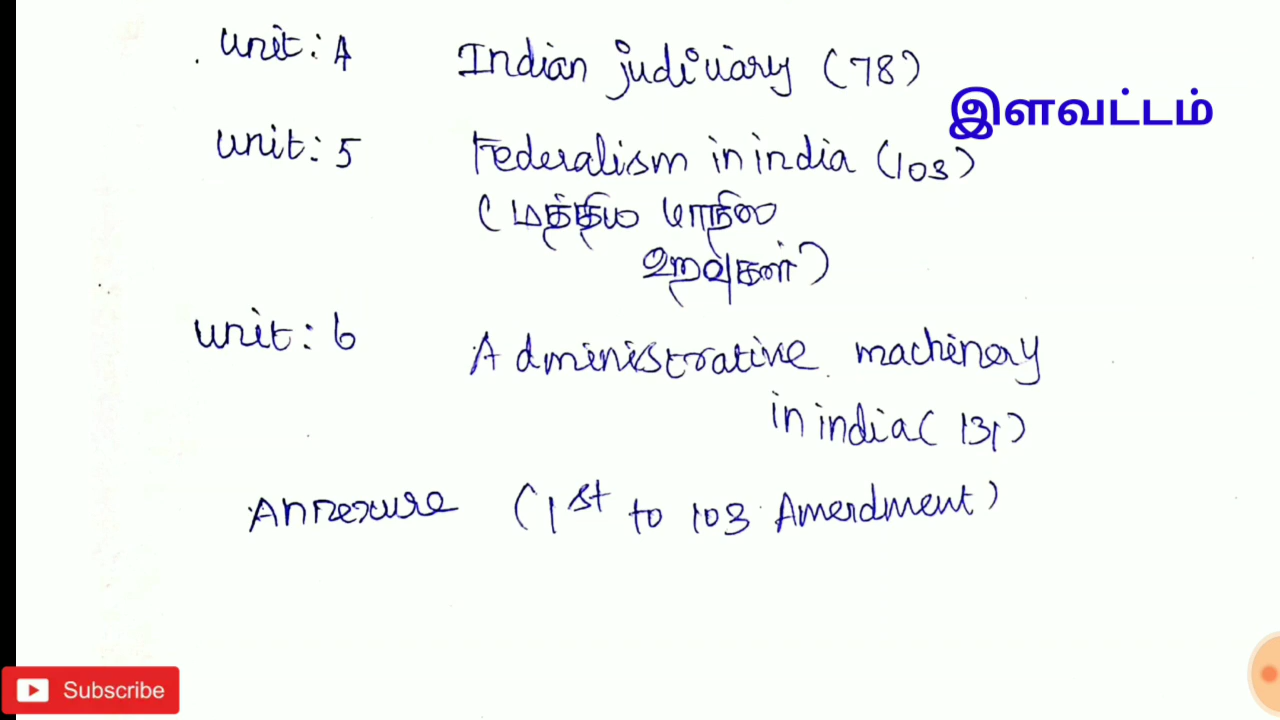 unit: 4 Indian judiciary (78)
இளவட்டம்
unit: 5 Federalism in india (103)
(மத்திய மாநில
உறவுகள்)
unit: 6 Administrative machinery
in india (131)
Annexure (1st to 103 Amendment)
Subscribe